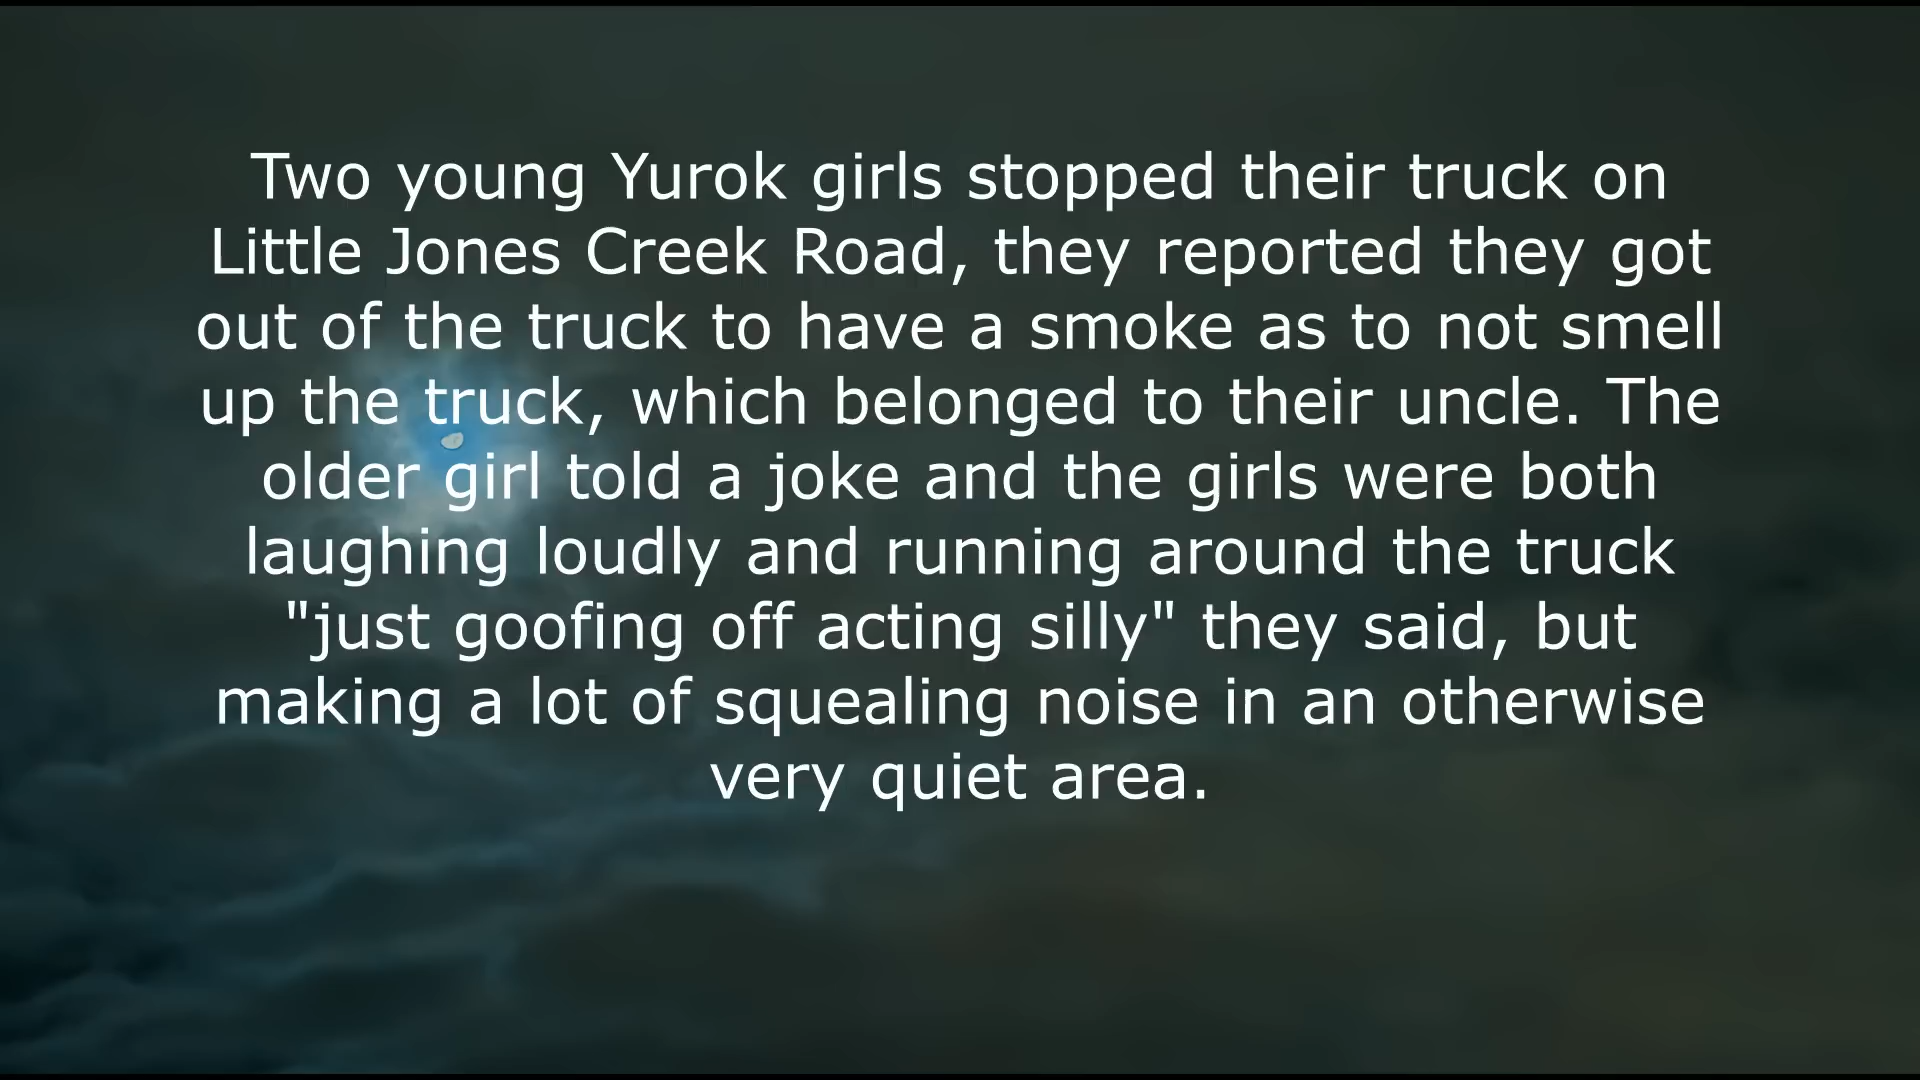 Two young Yurok girls stopped their truck on
Little Jones Creek Road, they reported they got
out of the truck to have a smoke as to not smell
up the truck, which belonged to their uncle. The
older girl told a joke and the girls were both
laughing loudly and running around the truck
"just goofing off acting silly" they said, but
making a lot of squealing noise in an otherwise
very quiet area.